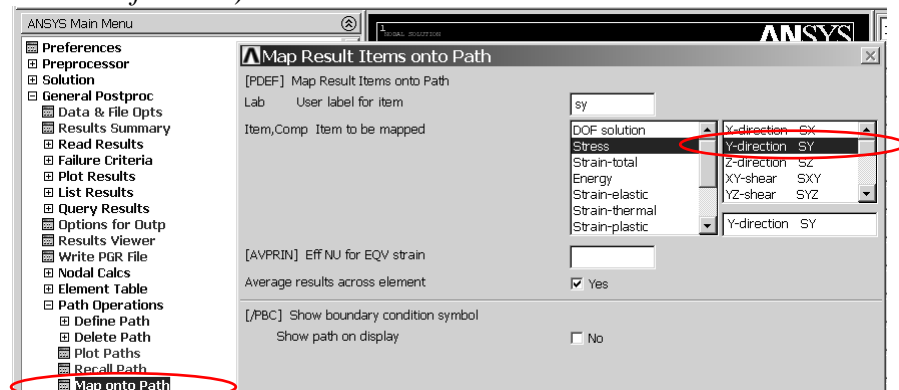 ANSYS Main Menu
Preferences
Preprocessor
Solution
General Postproc
Data & File Opts
Results Summary
Read Results
Failure Criteria
Plot Results
List Results
Query Results
Options for Outp
Results Viewer
Write PGR File
Nodal Calcs
Element Table
Path Operations
Define Path
Delete Path
Plot Paths
Recall Path
Map onto Path
1
ANSYS
Map Result Items onto Path
[PDEF] Map Result Items onto Path
Lab User label for item sy
Item,Comp Item to be mapped
DOF solution
Stress
Strain-total
Energy
Strain-elastic
Strain-thermal
Strain-plastic
X-direction SX
Y-direction SY
Z-direction SZ
XY-shear SXY
YZ-shear SYZ
Y-direction SY
[AVPRIN] Eff NU for EQV strain
Average results across element Yes
[/PBC] Show boundary condition symbol
Show path on display No